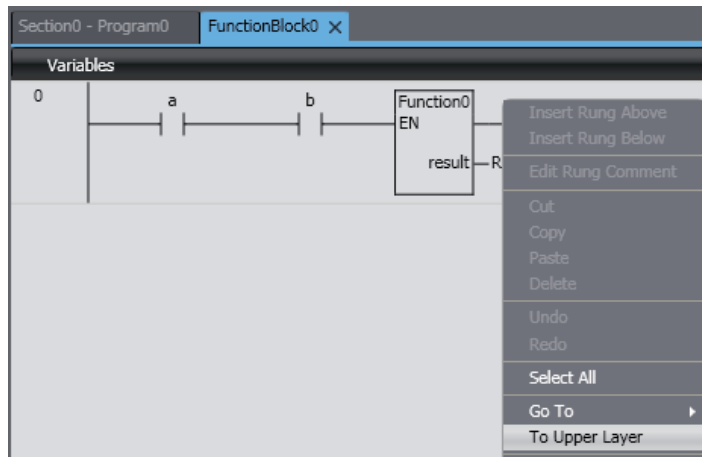 Section0 - Program0 FunctionBlock0
Variables
0
a b Function0
EN
result R
Insert Rung Above
Insert Rung Below
Edit Rung Comment
Cut
Copy
Paste
Delete
Undo
Redo
Select All
Go To
To Upper Layer